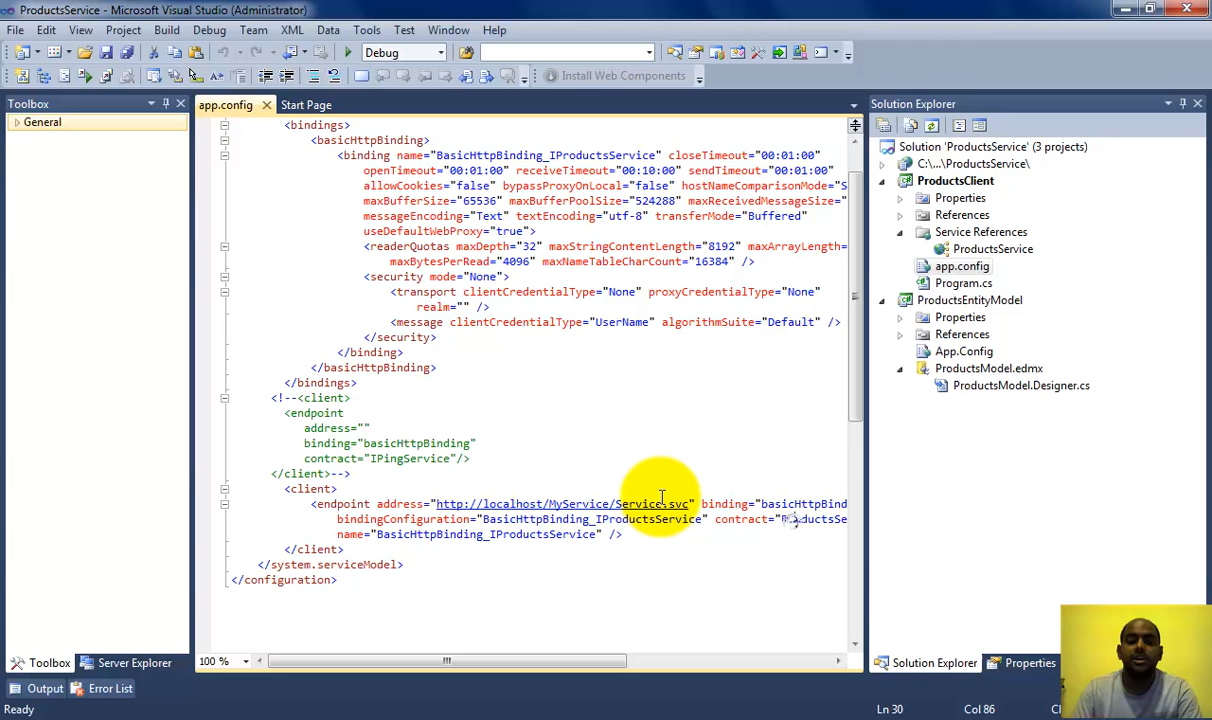 ProductsService - Microsoft Visual Studio (Administrator)
File Edit View Project Build Debug Team XML Data Tools Test Window Help
Debug
Install Web Components
Toolbox
General
app.config
Start Page
<bindings>
<basicHttpBinding>
<binding name="BasicHttpBinding_IProductsService" closeTimeout="00:01:00"
openTimeout="00:01:00" receiveTimeout="00:10:00" sendTimeout="00:01:00"
allowCookies="false" bypassProxyOnLocal="false" hostNameComparisonMode="S
maxBufferSize="65536" maxBufferPoolSize="524288" maxReceivedMessageSize="
messageEncoding="Text" textEncoding="utf-8" transferMode="Buffered"
useDefaultWebProxy="true">
<readerQuotas maxDepth="32" maxStringContentLength="8192" maxArrayLength=
maxBytesPerRead="4096" maxNameTableCharCount="16384" />
<security mode="None">
<transport clientCredentialType="None" proxyCredentialType="None"
realm="" />
<message clientCredentialType="UserName" algorithmSuite="Default" />
</security>
</binding>
</basicHttpBinding>
</bindings>
<!--<client>
<endpoint
address=""
binding="basicHttpBinding"
contract="IPingService"/>
</client>-->
<client>
<endpoint address="http://localhost/MyService/Service.svc" binding="basicHttpBind
bindingConfiguration="BasicHttpBinding_IProductsService" contract="
name="BasicHttpBinding_IProductsService" />
</client>
</system.serviceModel>
</configuration>
100 %
Solution Explorer
Solution 'ProductsService' (3 projects)
C:\...\ProductsService\
ProductsClient
Properties
References
Service References
ProductsService
app.config
Program.cs
ProductsEntityModel
Properties
References
App.Config
ProductsModel.edmx
ProductsModel.Designer.cs
Toolbox
Server Explorer
Solution Explorer
Properties
Output
Error List
Ready
Ln 30
Col 86